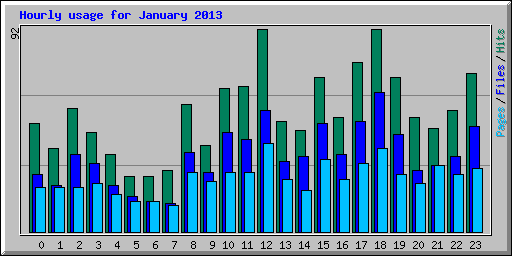 Hourly usage for January 2013
92
Pages / Files / Hits
0 1 2 3 4 5 6 7 8 9 10 11 12 13 14 15 16 17 18 19 20 21 22 23